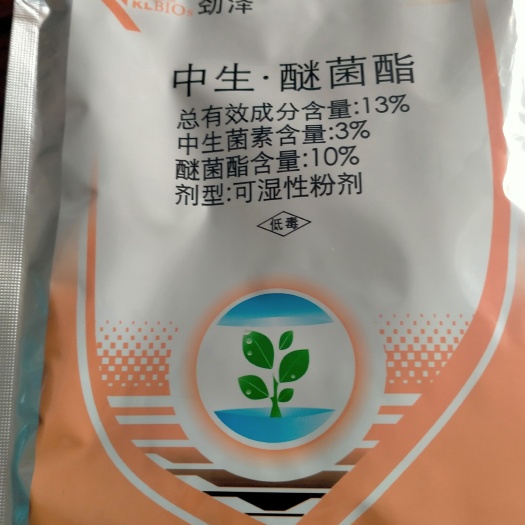 KLBIOs 劲泽
中生·醚菌酯
总有效成分含量:13%
中生菌素含量:3%
醚菌酯含量:10%
剂型:可湿性粉剂
低毒